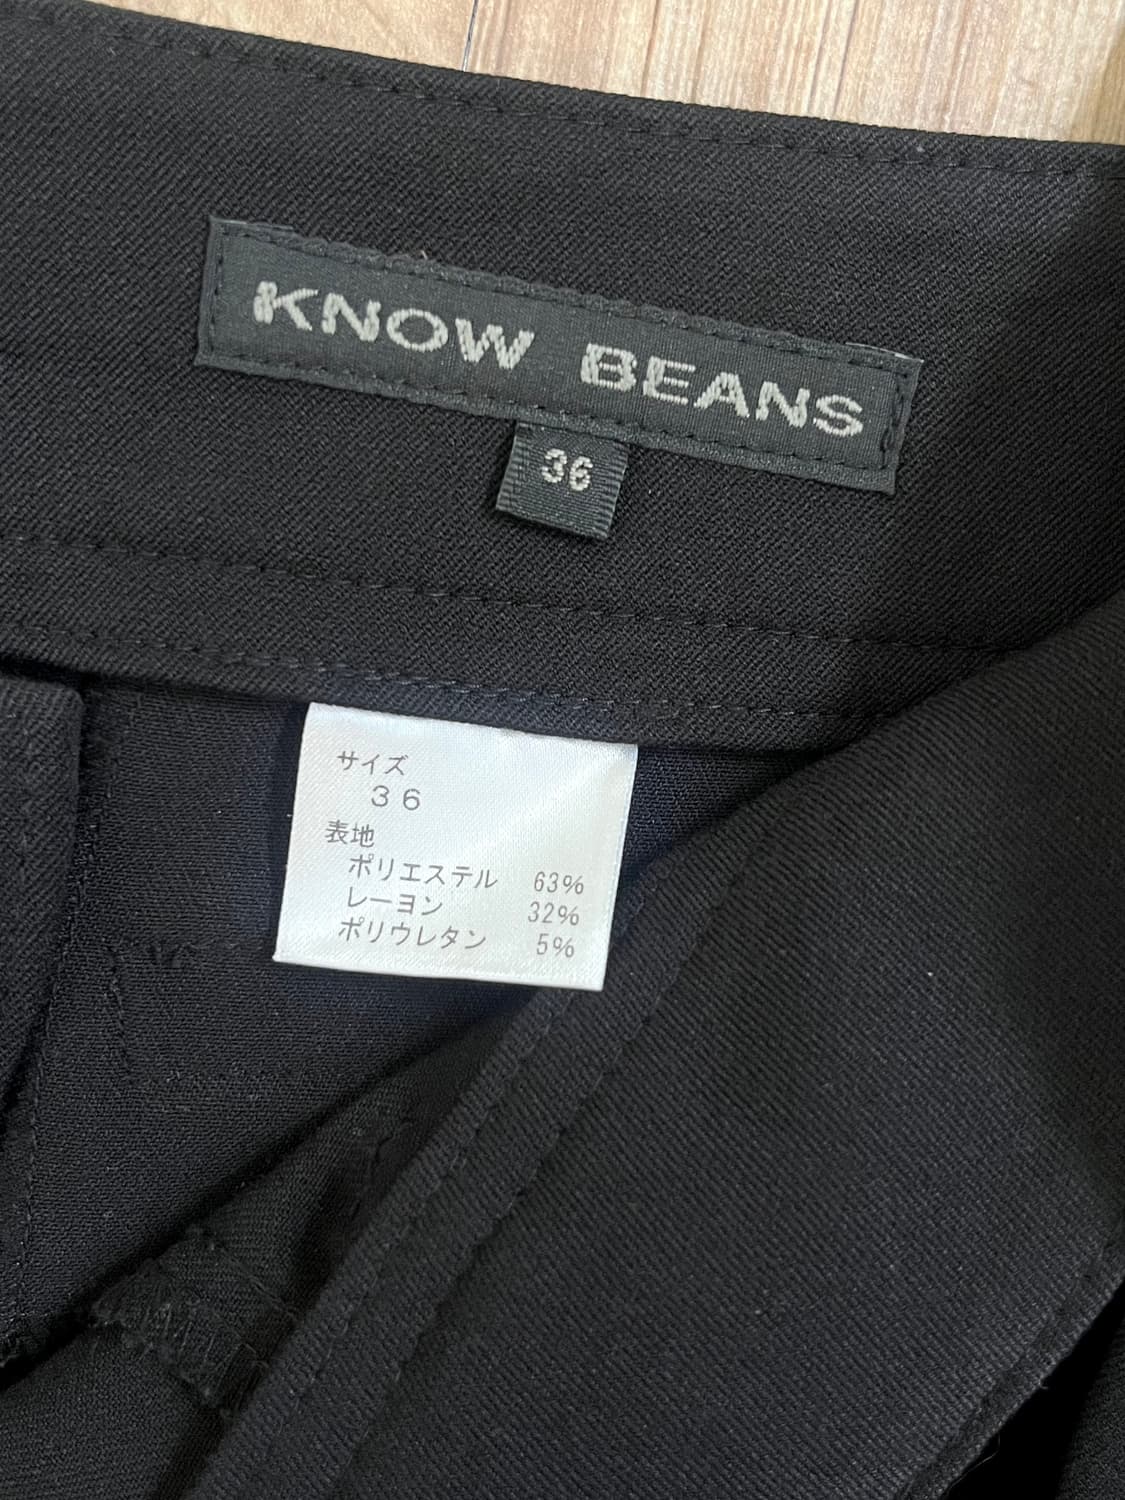 KNOW BEANS
36
サイズ
３６
表地
ポリエステル 63%
レーヨン 32%
ポリウレタン 5%